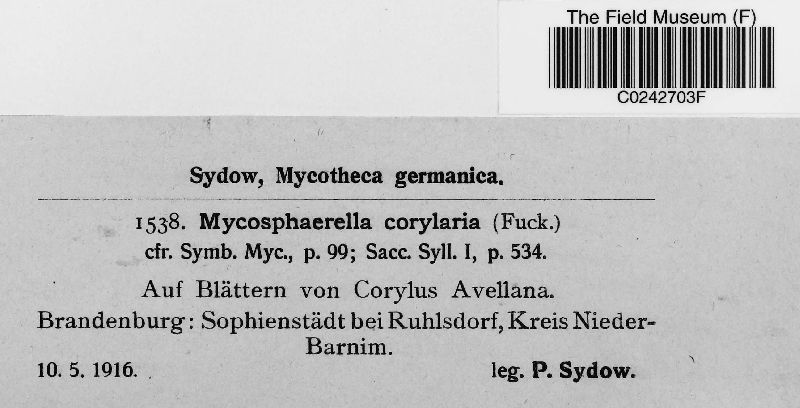 The Field Museum (F)
C0242703F
Sydow, Mycotheca germanica.
1538. Mycosphaerella corylaria (Fuck.)
cfr. Symb. Myc., p. 99; Sacc. Syll. I, p. 534.
Auf Blättern von Corylus Avellana.
Brandenburg: Sophienstädt bei Ruhlsdorf, Kreis Nieder-
Barnim.
10. 5. 1916. leg. P. Sydow.